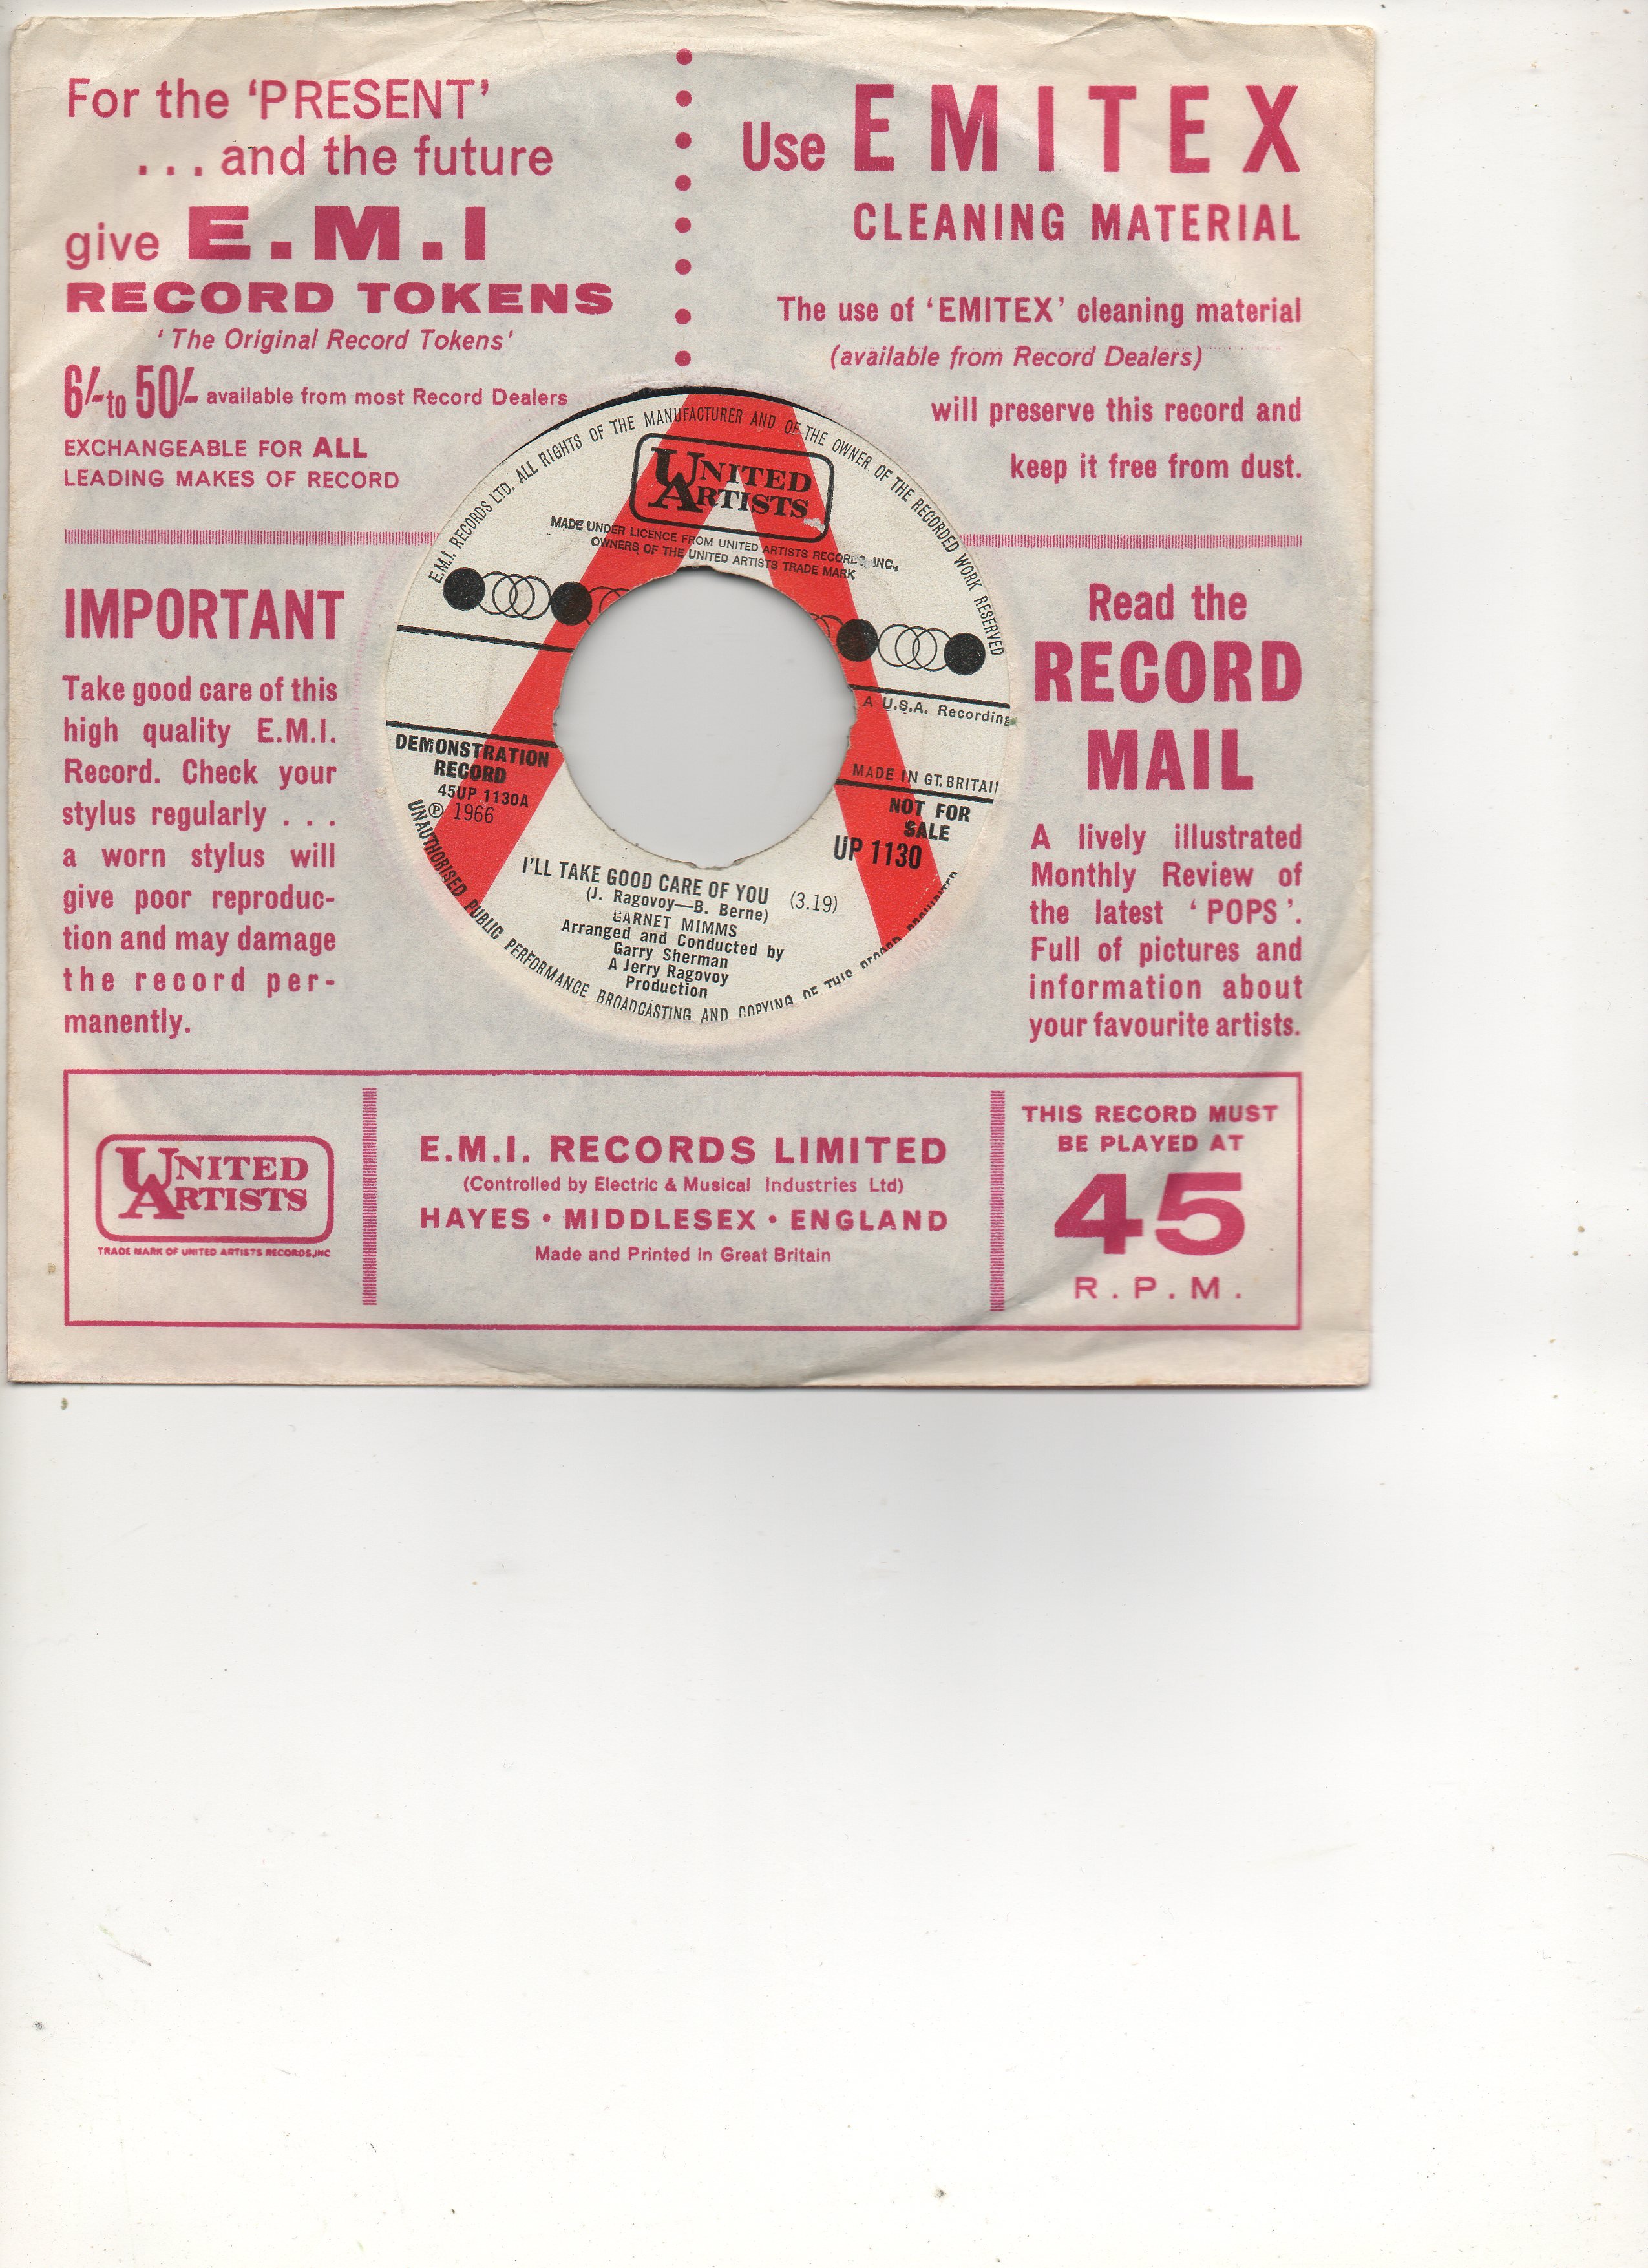 For the ‘PRESENT’
. . . and the future
give E.M.I
RECORD TOKENS
‘The Original Record Tokens’
6/- to 50/- available from most Record Dealers
EXCHANGEABLE FOR ALL
LEADING MAKES OF RECORD
Use EMITEX
CLEANING MATERIAL
The use of ‘EMITEX’ cleaning material
(available from Record Dealers)
will preserve this record and
keep it free from dust.
IMPORTANT
Take good care of this
high quality E.M.I.
Record. Check your
stylus regularly . . .
a worn stylus will
give poor reproduc-
tion and may damage
the record per-
manently.
E.M.I. RECORDS LTD. ALL RIGHTS OF THE MANUFACTURER AND OF THE OWNER OF THE RECORDED WORK RESERVED
UNITED
ARTISTS
MADE UNDER LICENCE FROM UNITED ARTISTS RECORDS, INC.,
OWNERS OF THE UNITED ARTISTS TRADE MARK
A U.S.A. Recording
MADE IN GT. BRITAIN
DEMONSTRATION
RECORD
45UP 1130A
℗ 1966
NOT FOR
SALE
UP 1130
I'LL TAKE GOOD CARE OF YOU (3.19)
(J. Ragovoy—B. Berne)
GARNET MIMMS
Arranged and Conducted by
Garry Sherman
A Jerry Ragovoy
Production
UNAUTHORISED PUBLIC PERFORMANCE BROADCASTING AND COPYING OF THIS RECORD PROHIBITED
Read the
RECORD
MAIL
A lively illustrated
Monthly Review of
the latest ‘POPS’.
Full of pictures and
information about
your favourite artists.
UNITED
ARTISTS
TRADE MARK OF UNITED ARTISTS RECORDS, INC
E.M.I. RECORDS LIMITED
(Controlled by Electric & Musical Industries Ltd)
HAYES • MIDDLESEX • ENGLAND
Made and Printed in Great Britain
THIS RECORD MUST
BE PLAYED AT
45
R.P.M.